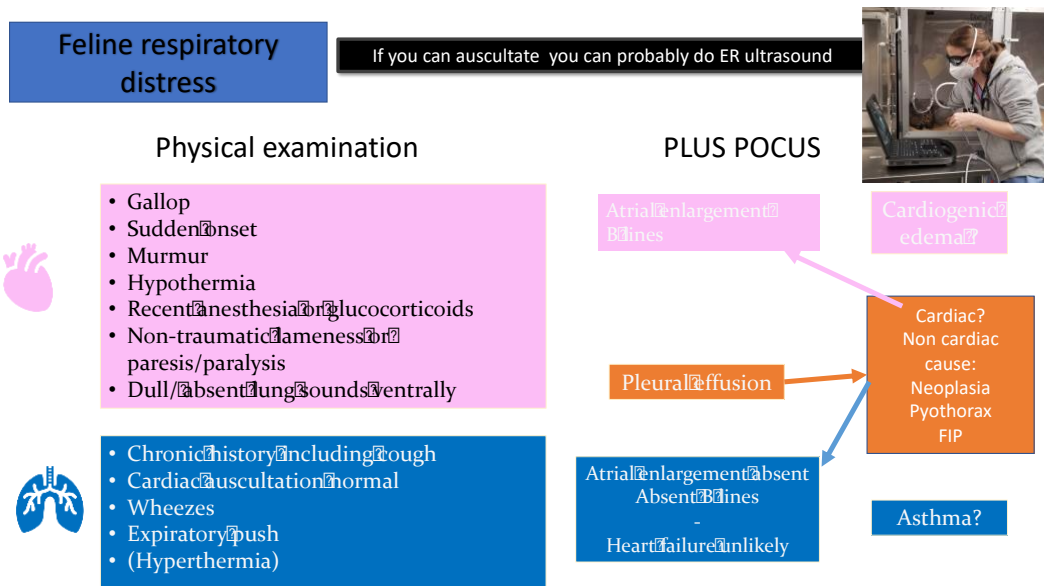 Feline respiratory
distress
If you can auscultate you can probably do ER ultrasound
Physical examination
• Gallop
• Sudden onset
• Murmur
• Hypothermia
• Recent anesthesia or glucocorticoids
• Non-traumatic lameness or
paresis/paralysis
• Dull/ absent lung sounds ventrally
• Chronic history including cough
• Cardiac auscultation normal
• Wheezes
• Expiratory push
• (Hyperthermia)
PLUS POCUS
Atrial enlargement
B lines
Cardiogenic
edema ?
Cardiac?
Non cardiac
cause:
Neoplasia
Pyothorax
FIP
Pleural effusion
Atrial enlargement absent
Absent B lines
-
Heart failure unlikely
Asthma?